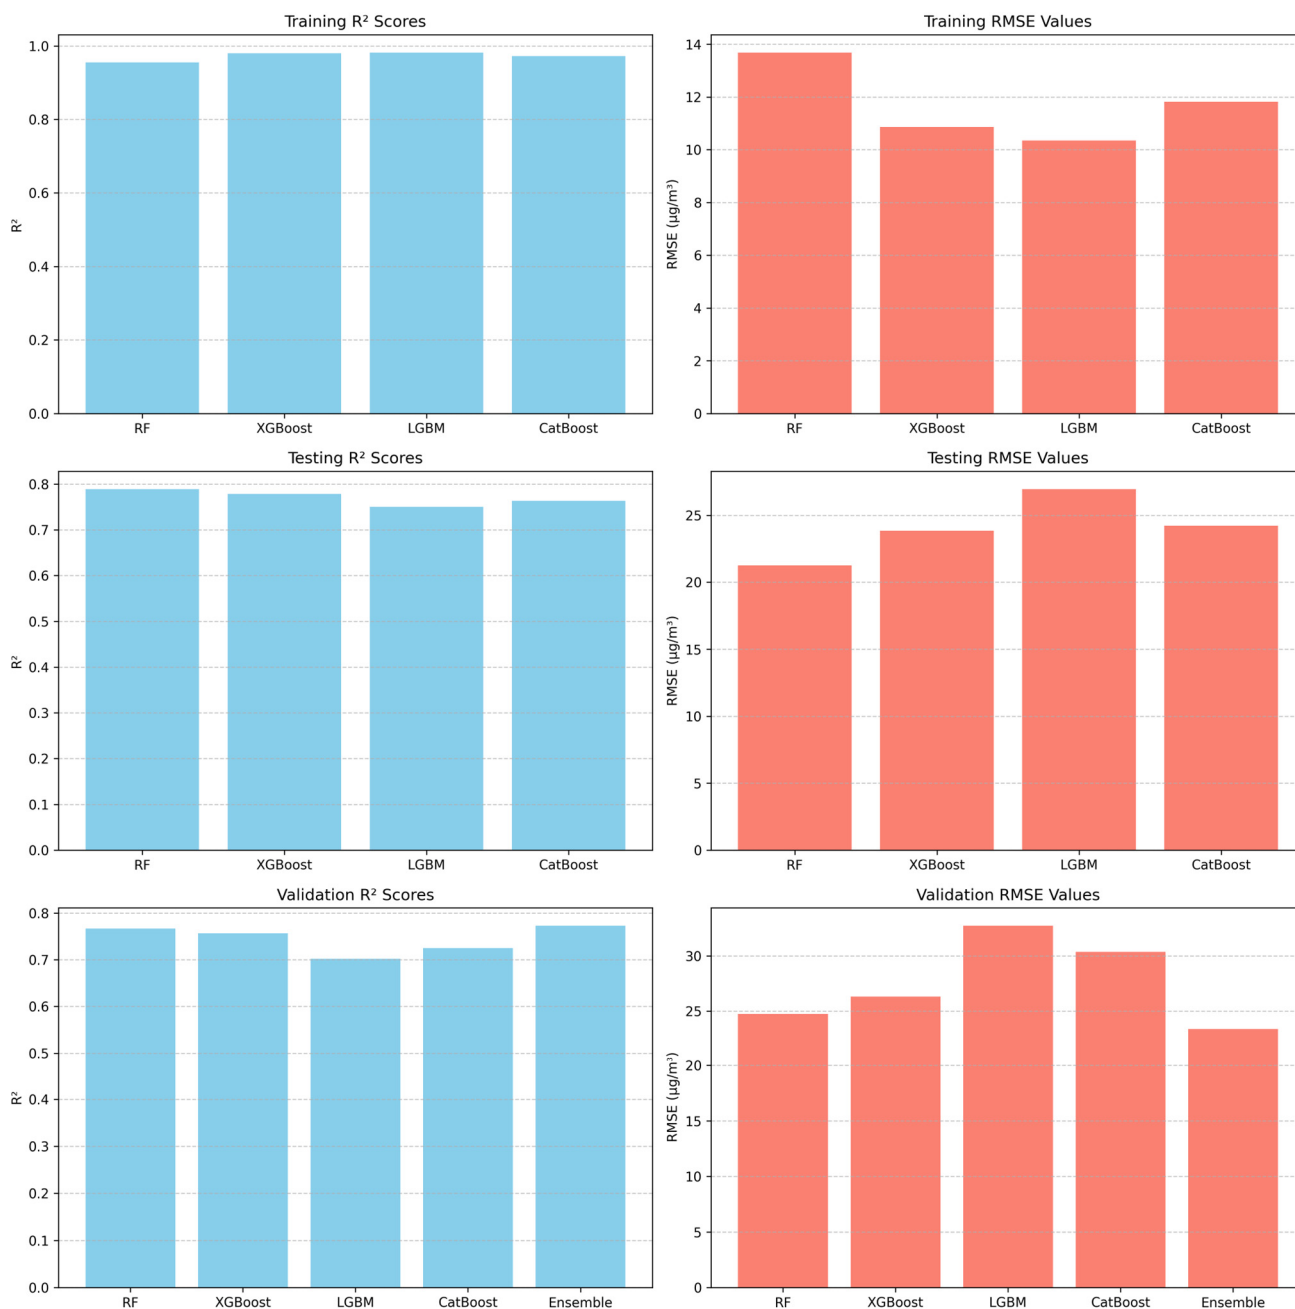 Training R² Scores
1.0
0.8
0.6
0.4
0.2
0.0
R²
RF XGBoost LGBM CatBoost
Training RMSE Values
14
12
10
8
6
4
2
0
RMSE (µg/m³)
RF XGBoost LGBM CatBoost
Testing R² Scores
0.8
0.7
0.6
0.5
0.4
0.3
0.2
0.1
0.0
R²
RF XGBoost LGBM CatBoost
Testing RMSE Values
25
20
15
10
5
0
RMSE (µg/m³)
RF XGBoost LGBM CatBoost
Validation R² Scores
0.8
0.7
0.6
0.5
0.4
0.3
0.2
0.1
0.0
R²
RF XGBoost LGBM CatBoost Ensemble
Validation RMSE Values
30
25
20
15
10
5
0
RMSE (µg/m³)
RF XGBoost LGBM CatBoost Ensemble